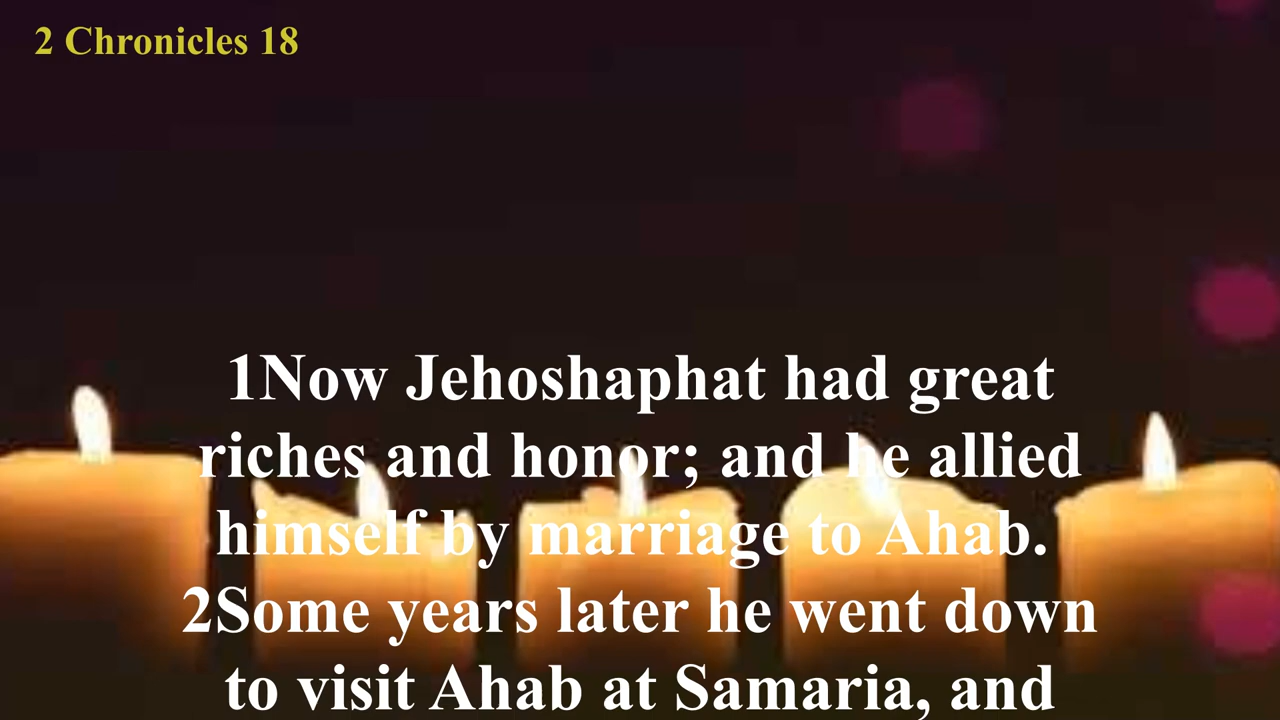 2 Chronicles 18
1Now Jehoshaphat had great
riches and honor; and he allied
himself by marriage to Ahab.
2Some years later he went down
to visit Ahab at Samaria, and